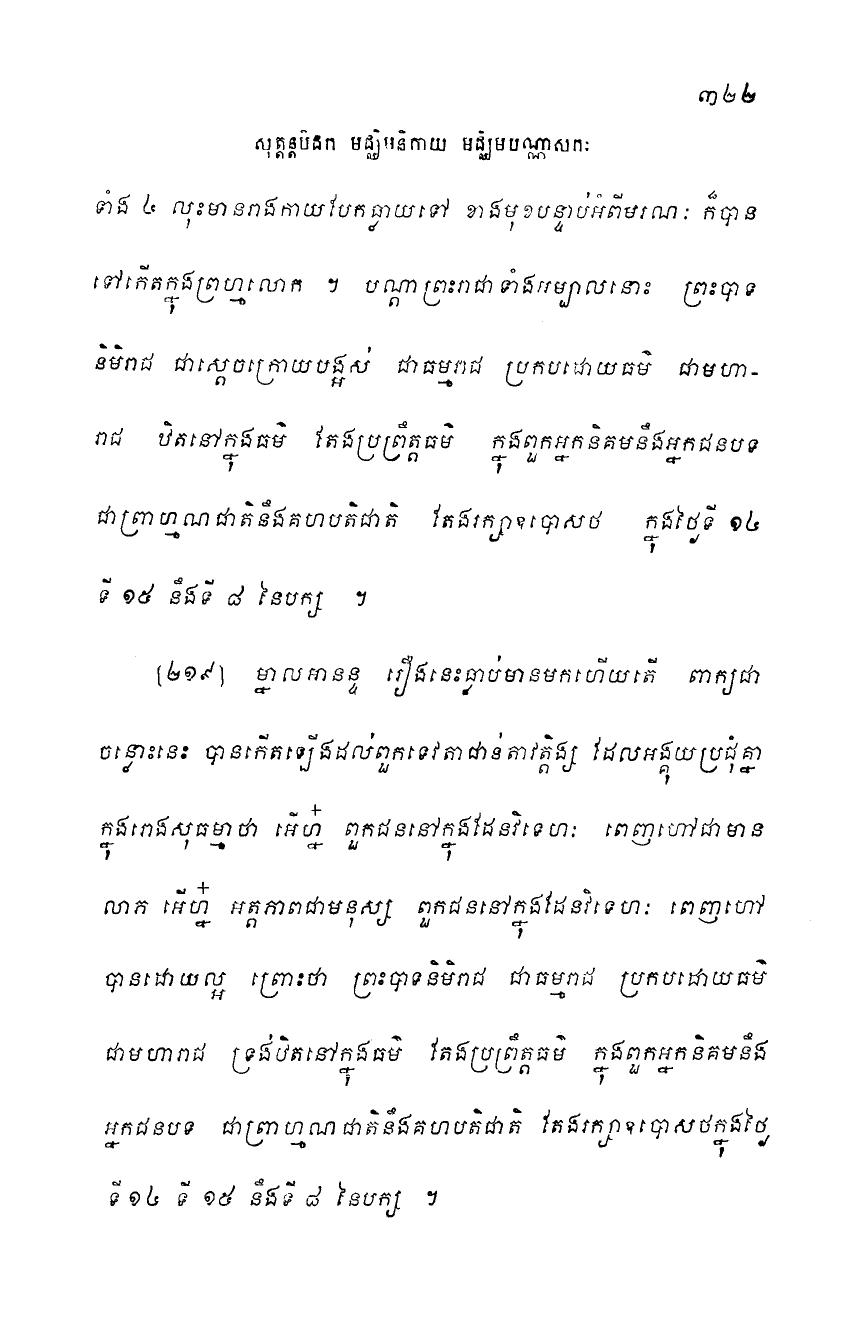 ៣២២
សុត្តន្តបិដក មជ្ឈិមនិកាយ មជ្ឈិមបណ្ណាសកៈ
ទាំង ៤ លុះមានរាងកាយបែកធ្លាយទៅ ខាងមុខបន្ទាប់អំពីមរណៈ ក៏បាន
ទៅកើតក្នុងព្រហ្មលោក ។ បណ្តាព្រះរាជាទាំងអម្បាលនោះ ព្រះបាទ
និមិរាជ ជាស្តេចក្រោយបង្អស់ ជាធម្មរាជ ប្រកបដោយធម៌ ជាមហា-
រាជ ឋិតនៅក្នុងធម៌ តែងប្រព្រឹត្តធម៌ ក្នុងពួកអ្នកនិគមនឹងអ្នកជនបទ
ជាព្រាហ្មណជាតិនឹងគហបតិជាតិ តែងរក្សាឧបោសថ ក្នុងថ្ងៃទី ១៤
ទី ១៥ នឹងទី ៨ នៃបក្ស ។
[២១៩] ម្នាលអានន្ទ រឿងនេះធ្លាប់មានមកហើយតើ ពាក្យជា
ចន្លោះនេះ បានកើតឡើងដល់ពួកទេវតាជាន់តាវត្តឹង្ស ដែលអង្គុយប្រជុំគ្នា
ក្នុងរោងសុធម្មាថា អើហ្ន៎ ពួកជននៅក្នុងដែនវិទេហៈ ពេញហៅជាមាន
លាភ អើហ្ន៎ អត្តភាពជាមនុស្ស ពួកជននៅក្នុងដែនវិទេហៈ ពេញហៅ
បានដោយល្អ ព្រោះថា ព្រះបាទនិមិរាជ ជាធម្មរាជ ប្រកបដោយធម៌
ជាមហារាជ ទ្រង់ឋិតនៅក្នុងធម៌ តែងប្រព្រឹត្តធម៌ ក្នុងពួកអ្នកនិគមនឹង
អ្នកជនបទ ជាព្រាហ្មណជាតិនឹងគហបតិជាតិ តែងរក្សាឧបោសថក្នុងថ្ងៃ
ទី ១៤ ទី ១៥ នឹងទី ៨ នៃបក្ស ។